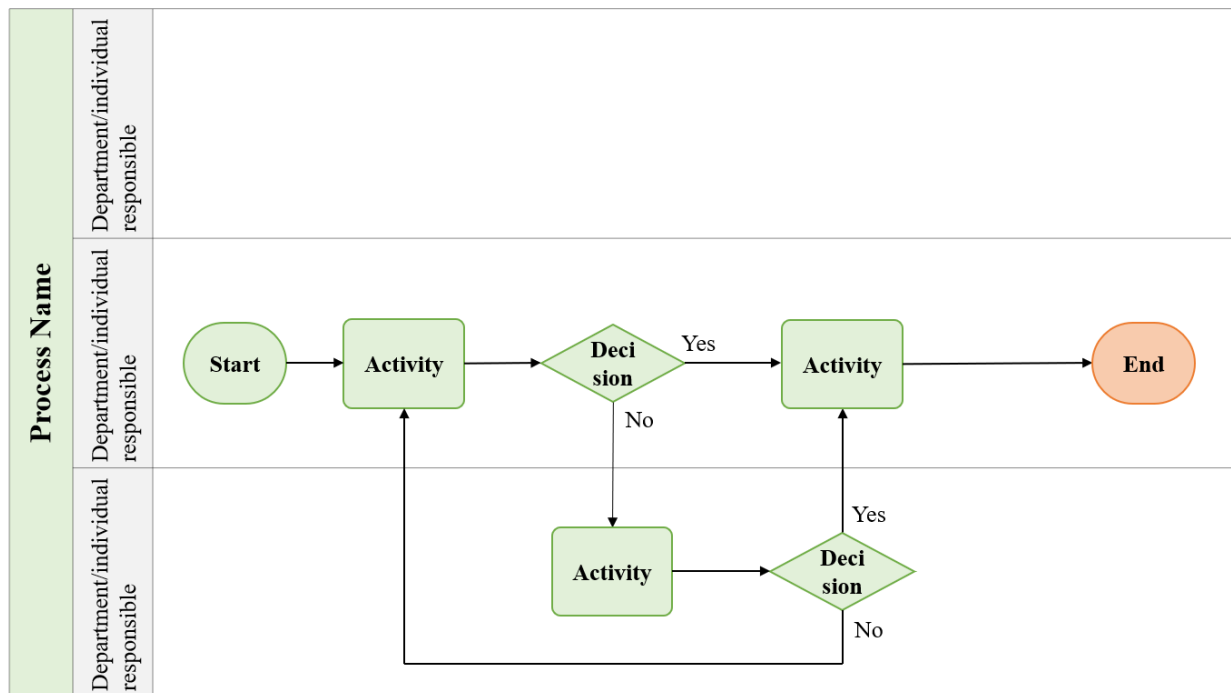 Process Name
Department/individual
responsible
Department/individual
responsible
Department/individual
responsible
Start
Activity
Deci
sion
Yes
No
Activity
End
Activity
Deci
sion
Yes
No